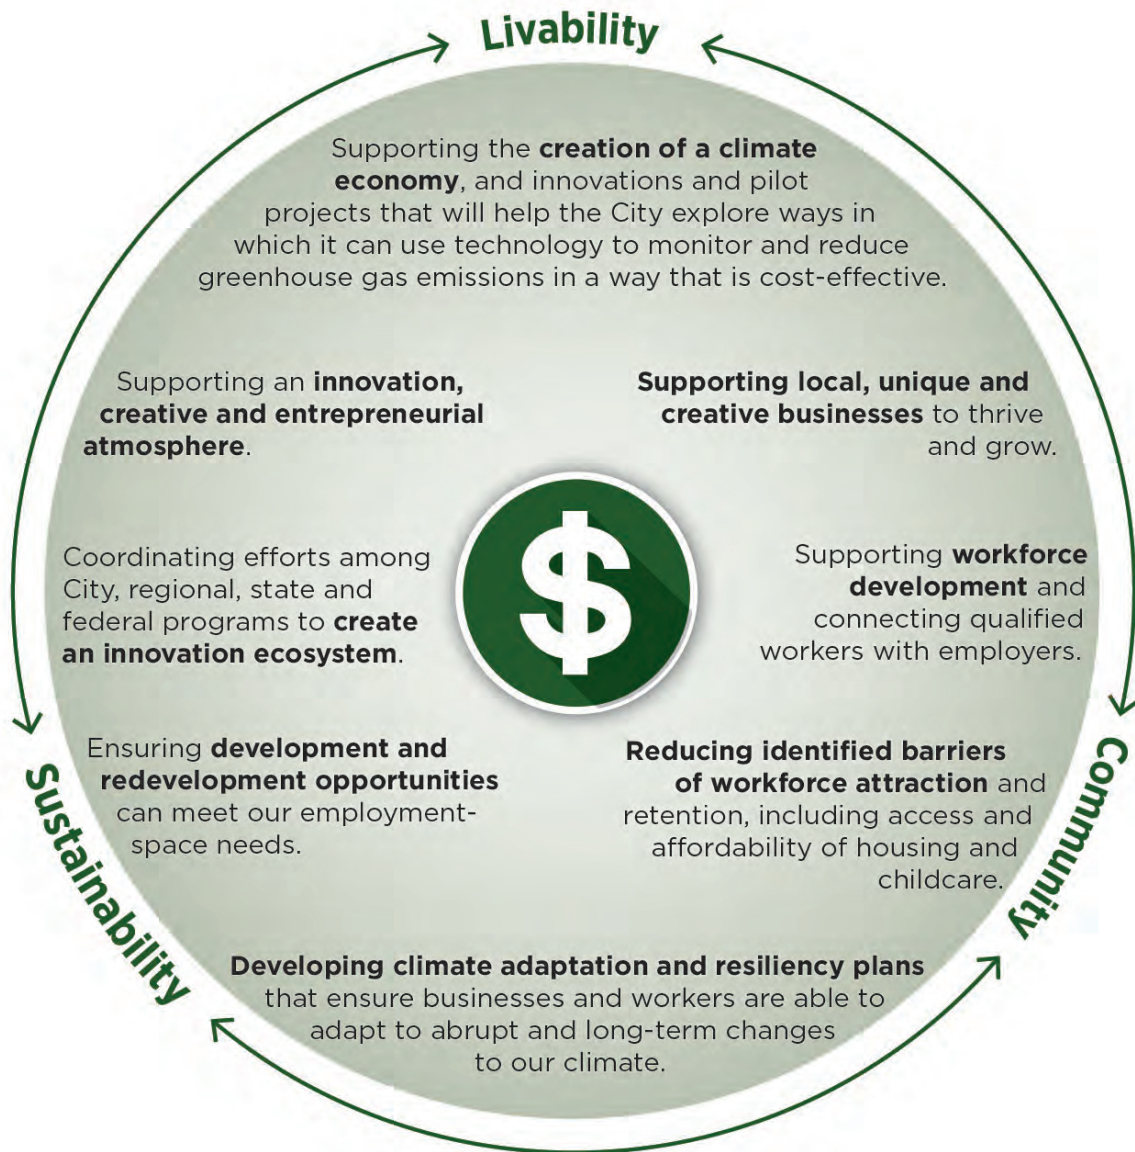 Livability
Supporting the creation of a climate
economy, and innovations and pilot
projects that will help the City explore ways in
which it can use technology to monitor and reduce
greenhouse gas emissions in a way that is cost-effective.
Supporting an innovation,
creative and entrepreneurial
atmosphere.
Supporting local, unique and
creative businesses to thrive
and grow.
Coordinating efforts among
City, regional, state and
federal programs to create
an innovation ecosystem.
$
Supporting workforce
development and
connecting qualified
workers with employers.
Ensuring development and
redevelopment opportunities
can meet our employment-
space needs.
Reducing identified barriers
of workforce attraction and
retention, including access and
affordability of housing and
childcare.
Sustainability
Community
Developing climate adaptation and resiliency plans
that ensure businesses and workers are able to
adapt to abrupt and long-term changes
to our climate.